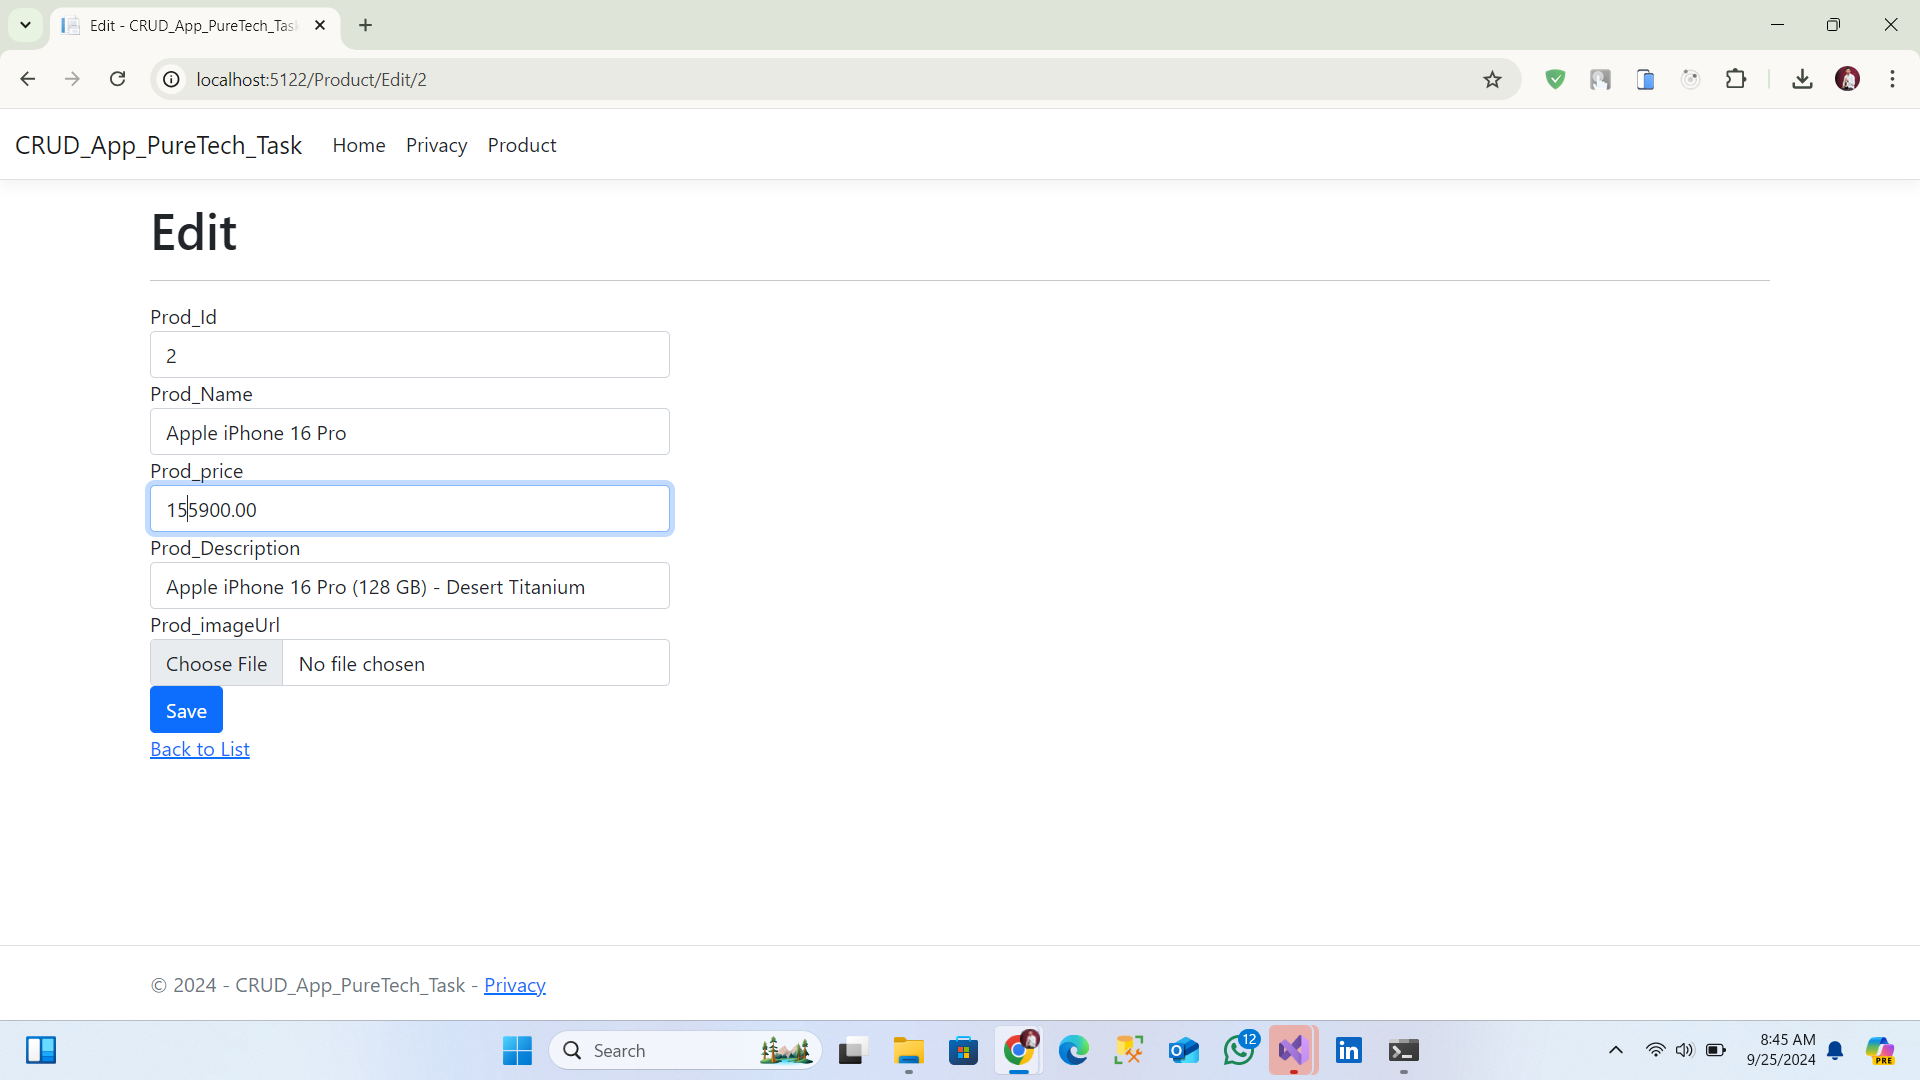 Edit - CRUD_App_PureTech_Tas
localhost:5122/Product/Edit/2
CRUD_App_PureTech_Task Home Privacy Product
Edit
Prod_Id
2
Prod_Name
Apple iPhone 16 Pro
Prod_price
155900.00
Prod_Description
Apple iPhone 16 Pro (128 GB) - Desert Titanium
Prod_imageUrl
Choose File No file chosen
Save
Back to List
© 2024 - CRUD_App_PureTech_Task - Privacy
Search
12
8:45 AM
9/25/2024
PRE